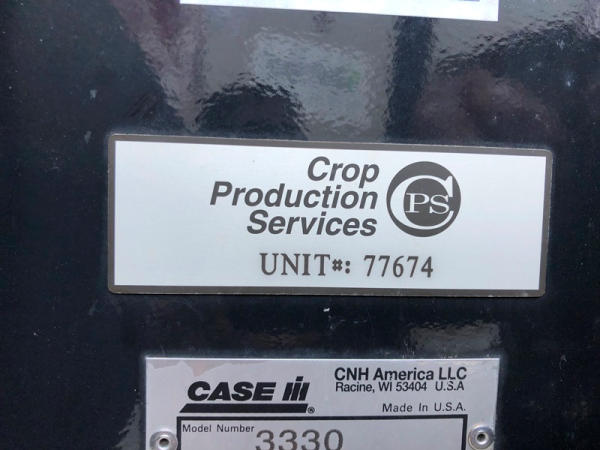 Crop
Production
Services
CPS
UNIT#: 77674
CASE IH
CNH America LLC
Racine, WI 53404 U.S.A
Made In U.S.A.
Model Number 3330